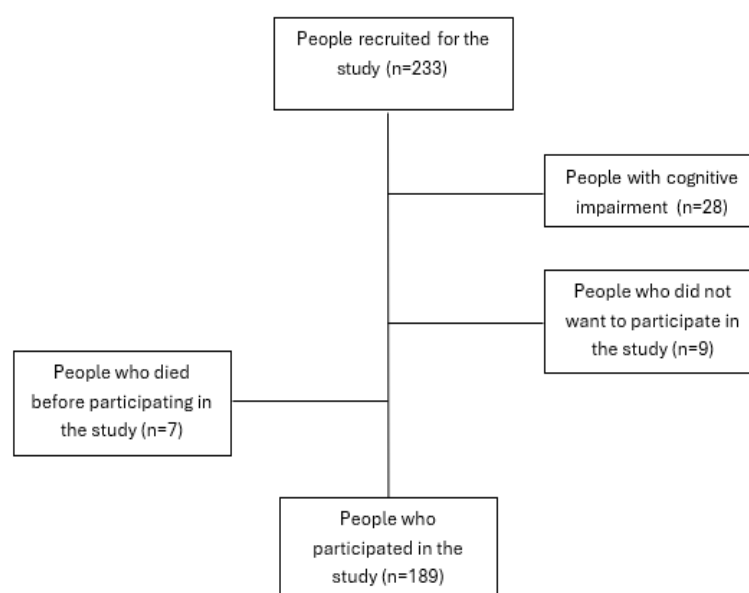 People recruited for the
study (n=233)
People with cognitive
impairment (n=28)
People who did not
want to participate in
the study (n=9)
People who died
before participating in
the study (n=7)
People who
participated in the
study (n=189)